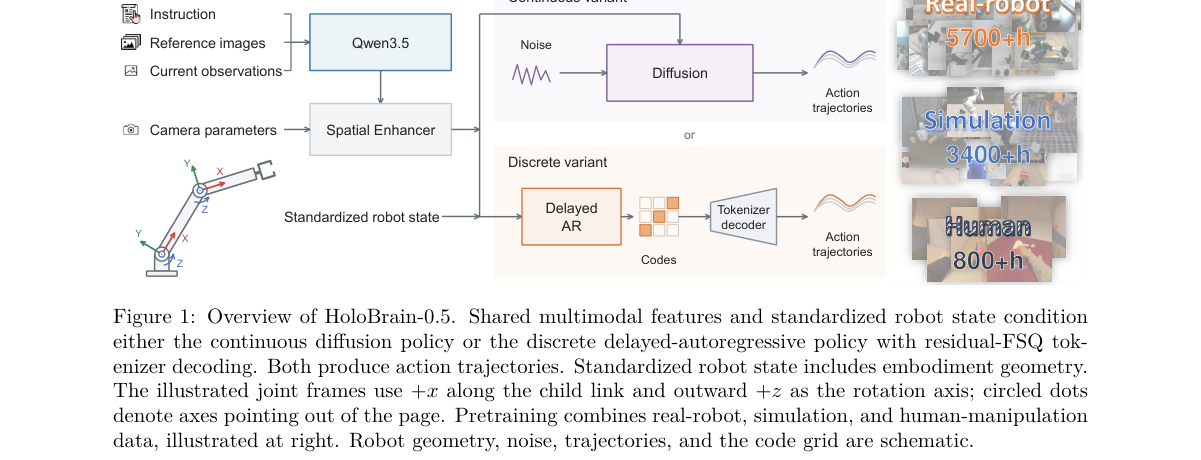 Continuous variant
Instruction
Reference images
Current observations
Camera parameters
Qwen3.5
Spatial Enhancer
Standardized robot state
Y
X
Z
Y
X
Z
Noise
Diffusion
Action
trajectories
or
Discrete variant
Delayed
AR
Codes
Tokenizer
decoder
Action
trajectories
Real-robot
5700+h
Simulation
3400+h
Human
800+h
Figure 1: Overview of HoloBrain-0.5. Shared multimodal features and standardized robot state condition
either the continuous diffusion policy or the discrete delayed-autoregressive policy with residual-FSQ tok-
enizer decoding. Both produce action trajectories. Standardized robot state includes embodiment geometry.
The illustrated joint frames use +x along the child link and outward +z as the rotation axis; circled dots
denote axes pointing out of the page. Pretraining combines real-robot, simulation, and human-manipulation
data, illustrated at right. Robot geometry, noise, trajectories, and the code grid are schematic.